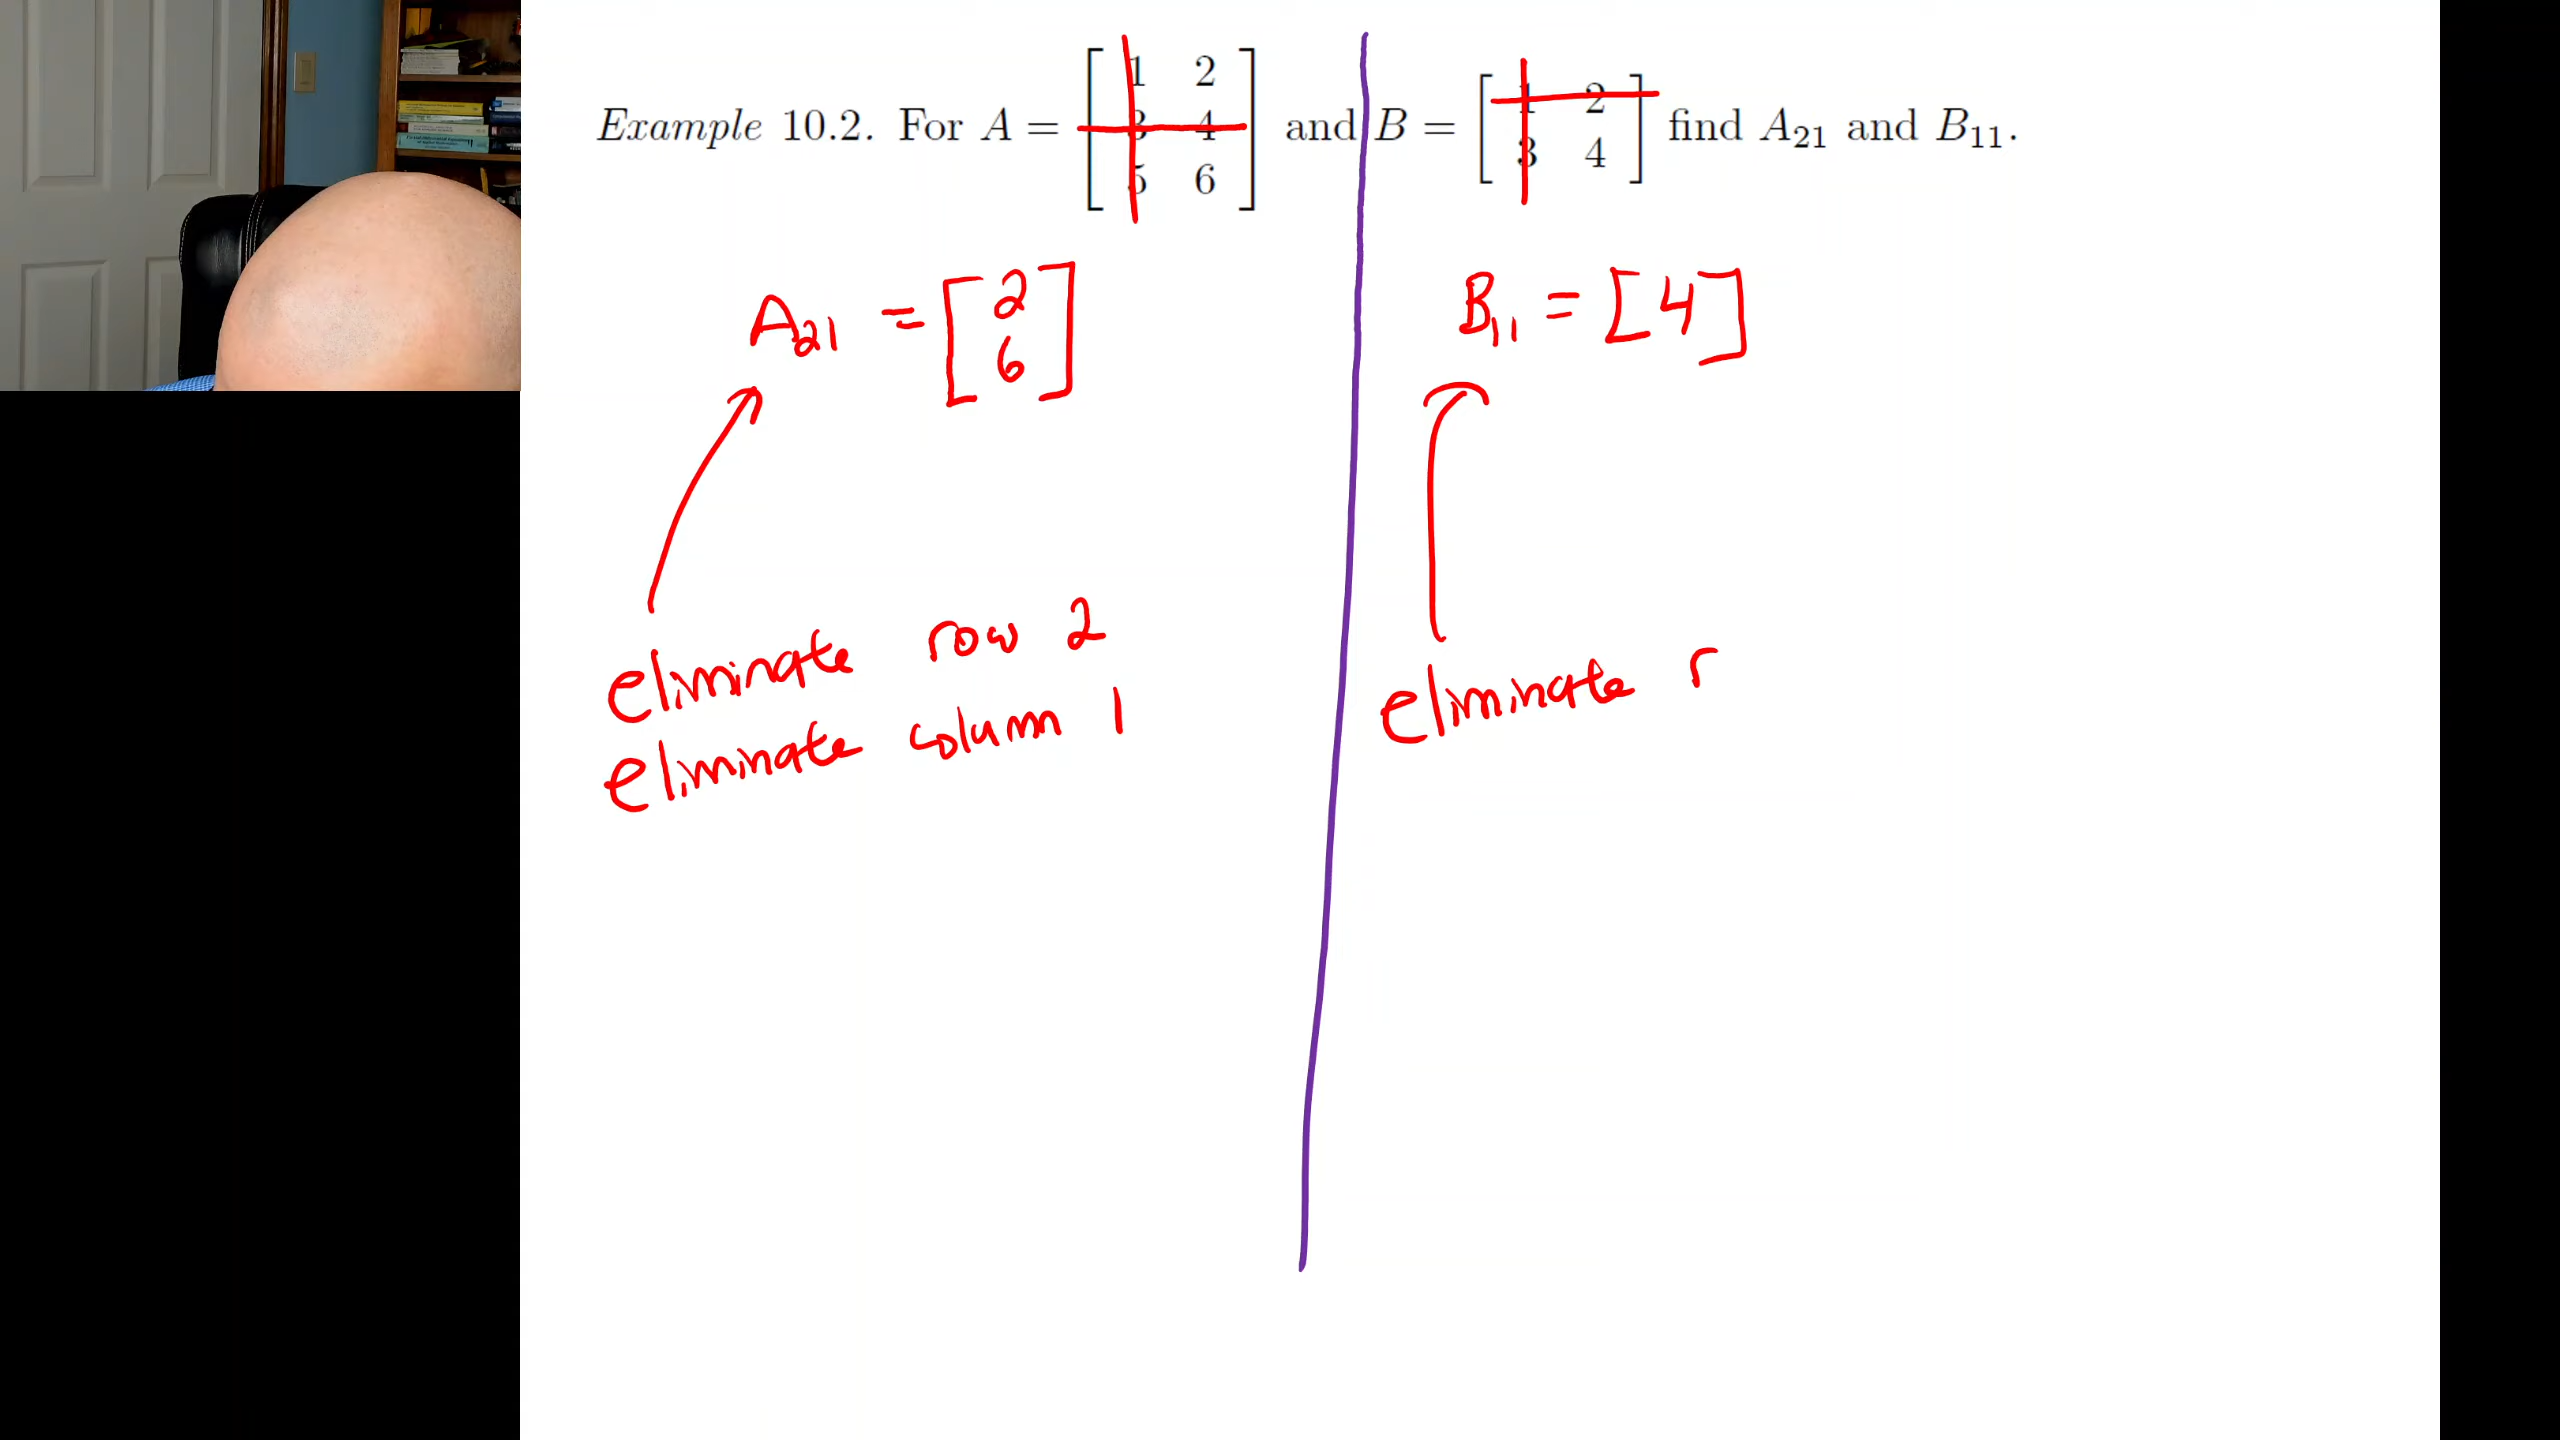 Example 10.2. For A = [1 2; 3 4; 5 6] and B = [1 2; 3 4] find A₂₁ and B₁₁.
A₂₁ = [2; 6]
B₁₁ = [4]
eliminate row 2
eliminate column 1
eliminate r